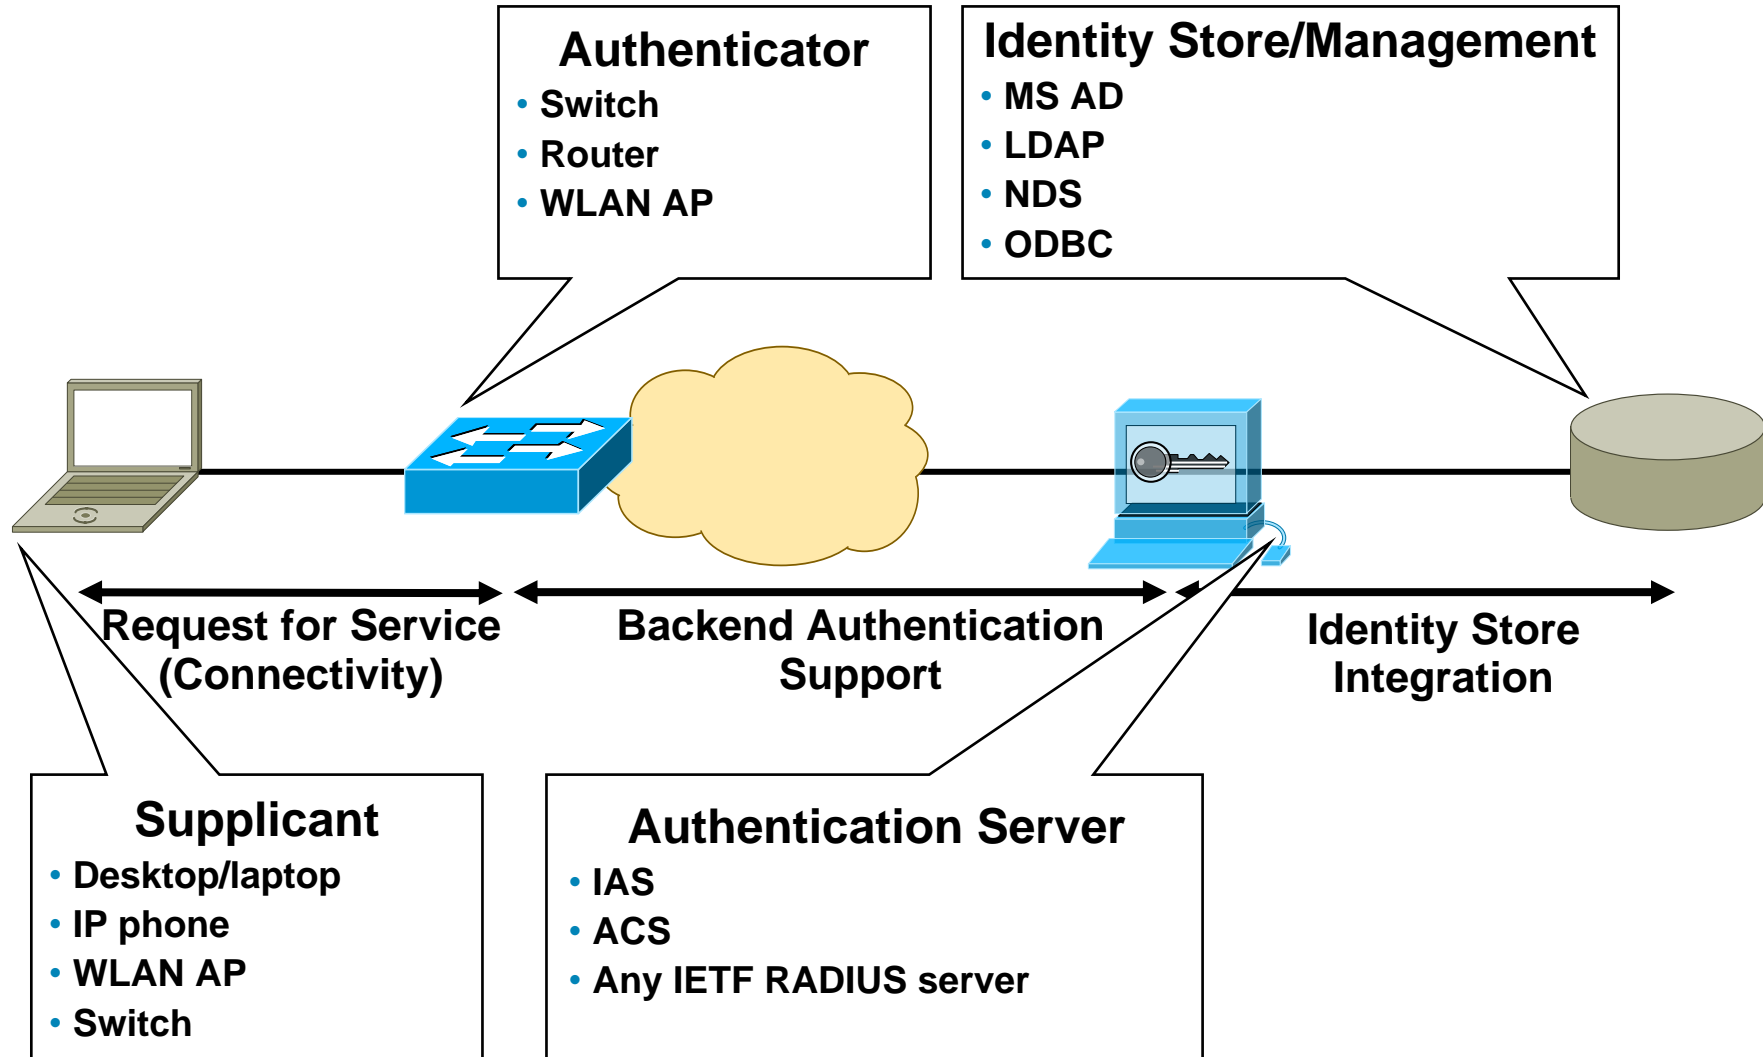 Authenticator
• Switch
• Router
• WLAN AP
Identity Store/Management
• MS AD
• LDAP
• NDS
• ODBC
Request for Service
(Connectivity)
Backend Authentication
Support
Identity Store
Integration
Supplicant
• Desktop/laptop
• IP phone
• WLAN AP
• Switch
Authentication Server
• IAS
• ACS
• Any IETF RADIUS server